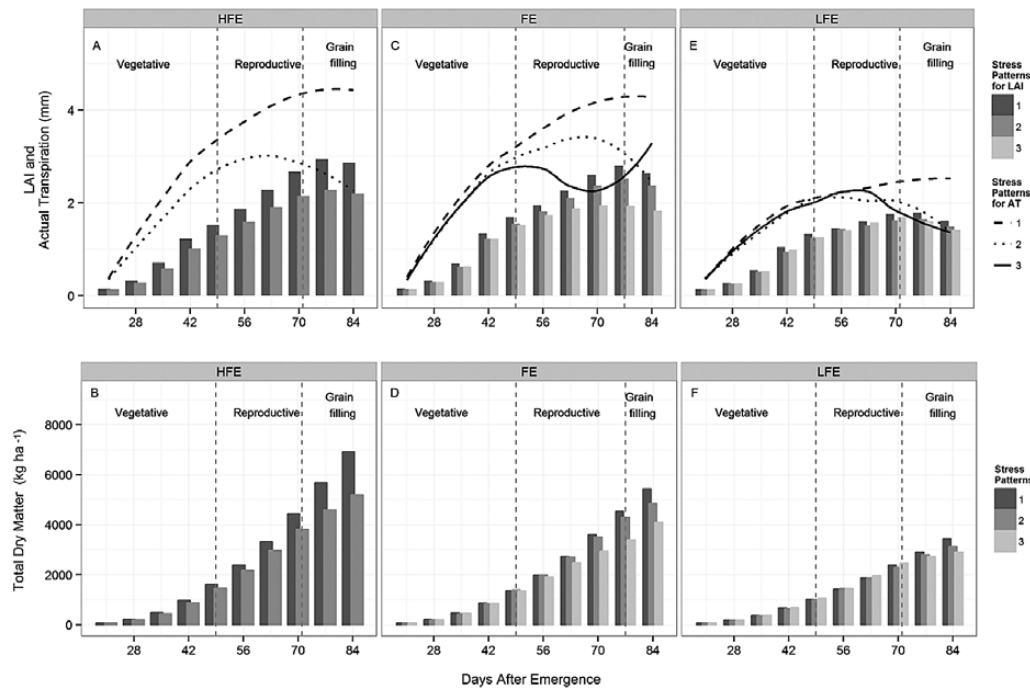 HFE
FE
LFE
A
Vegetative
Reproductive
Grain
filling
C
Vegetative
Reproductive
Grain
filling
E
Vegetative
Reproductive
Grain
filling
LAI and
Actual Transpiration (mm)
4
2
0
28
42
56
70
84
28
42
56
70
84
28
42
56
70
84
Stress
Patterns
for LAI
1
2
3
Stress
Patterns
for AT
1
2
3
HFE
FE
LFE
B
Vegetative
Reproductive
Grain
filling
D
Vegetative
Reproductive
Grain
filling
F
Vegetative
Reproductive
Grain
filling
Total Dry Matter (kg ha⁻¹)
8000
6000
4000
2000
0
28
42
56
70
84
28
42
56
70
84
28
42
56
70
84
Stress
Patterns
1
2
3
Days After Emergence